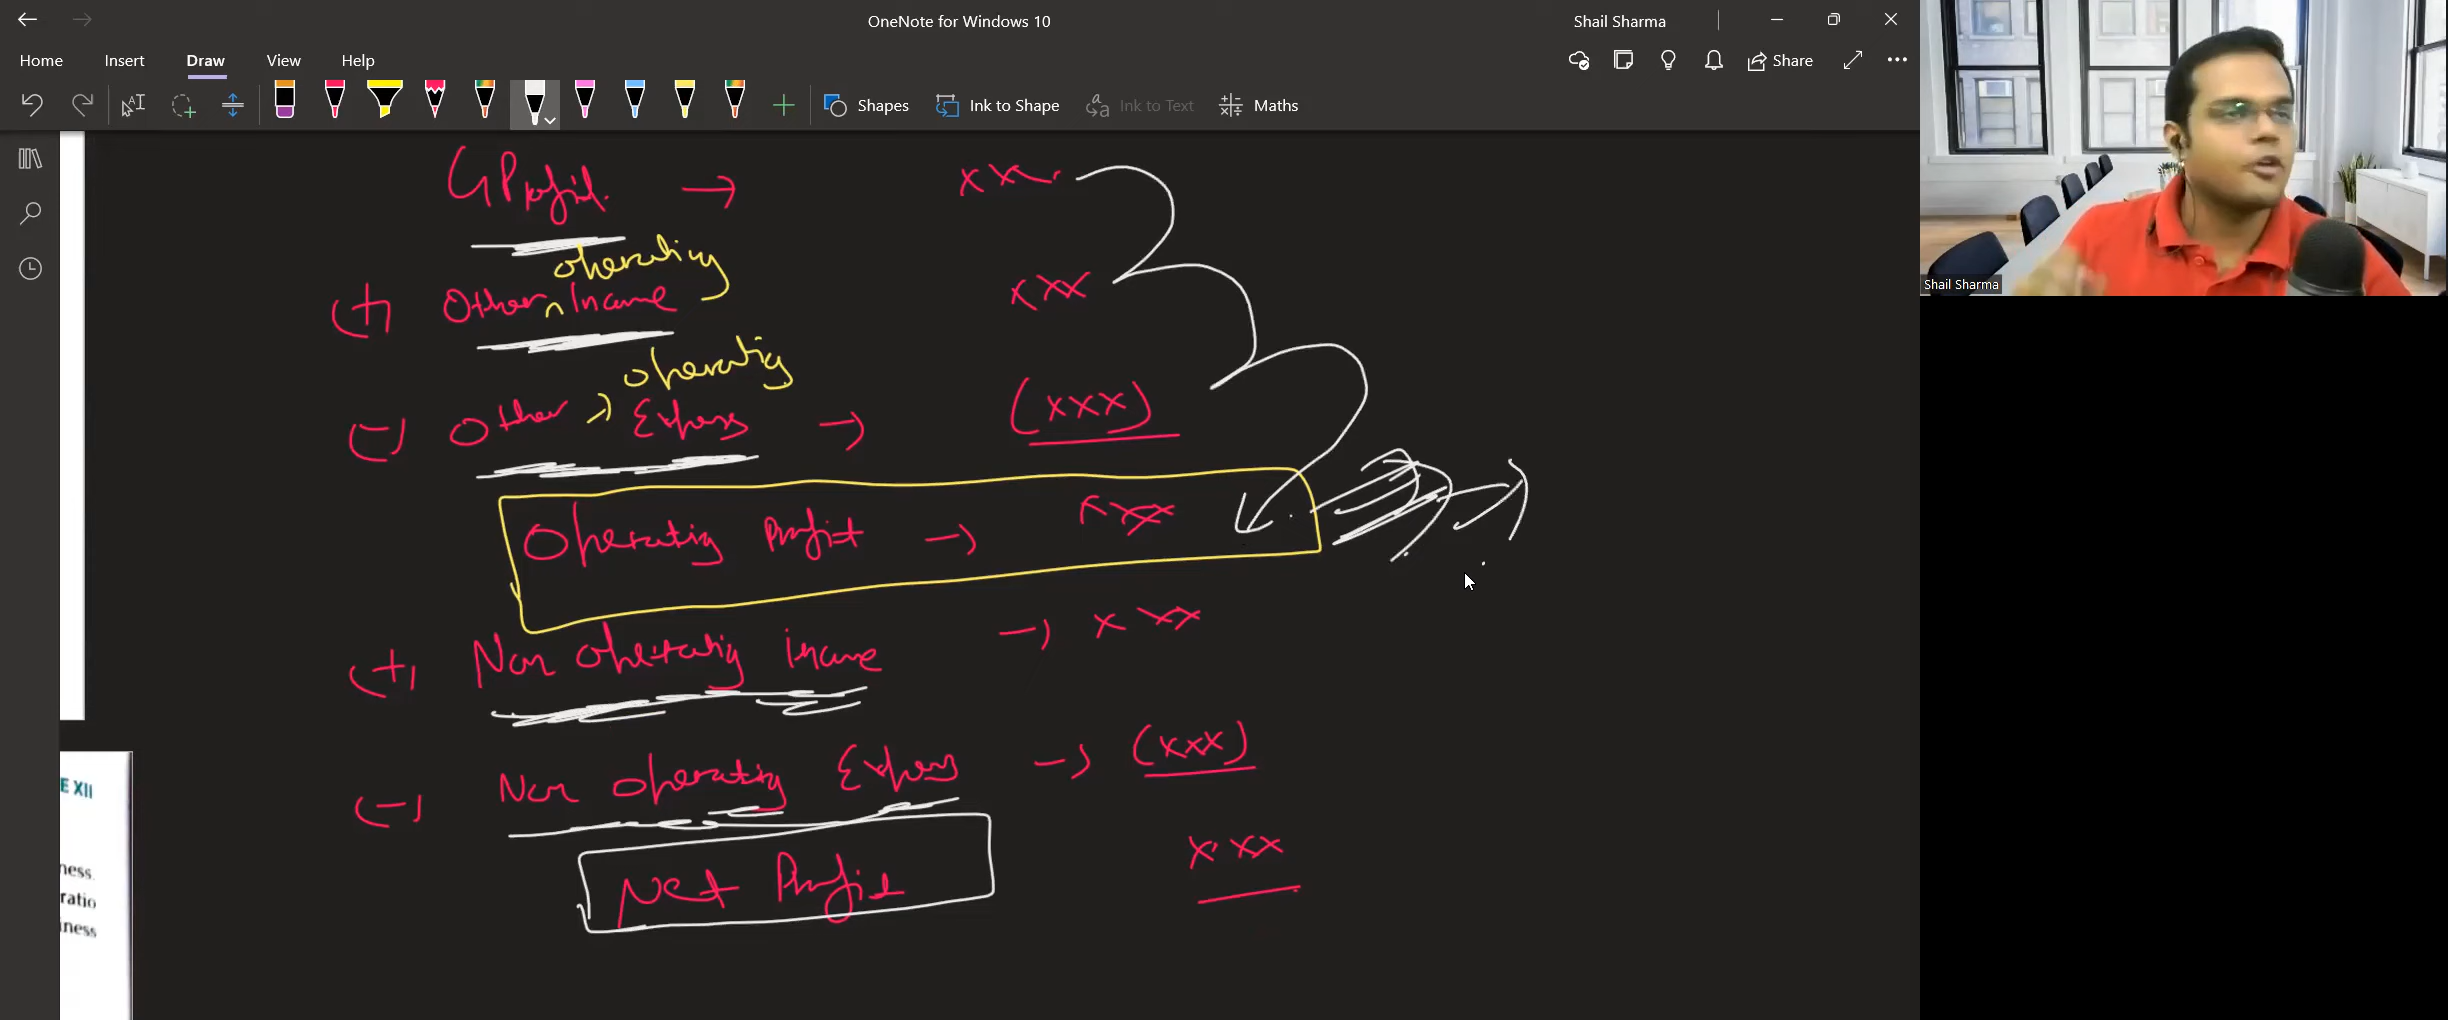 OneNote for Windows 10
Shail Sharma
Home Insert Draw View Help
Share
Shapes Ink to Shape Ink to Text Maths
Shail Sharma
GProfit → xxx
operating
(+) Other ^ Income xxx
operating
(-) Other Expenses → (xxx)
Operating Profit → xxx
(+) Non operating income → xxx
(-) Non operating Expenses → (xxx)
Net Profit xxx
E XII
ness.
ratio
iness